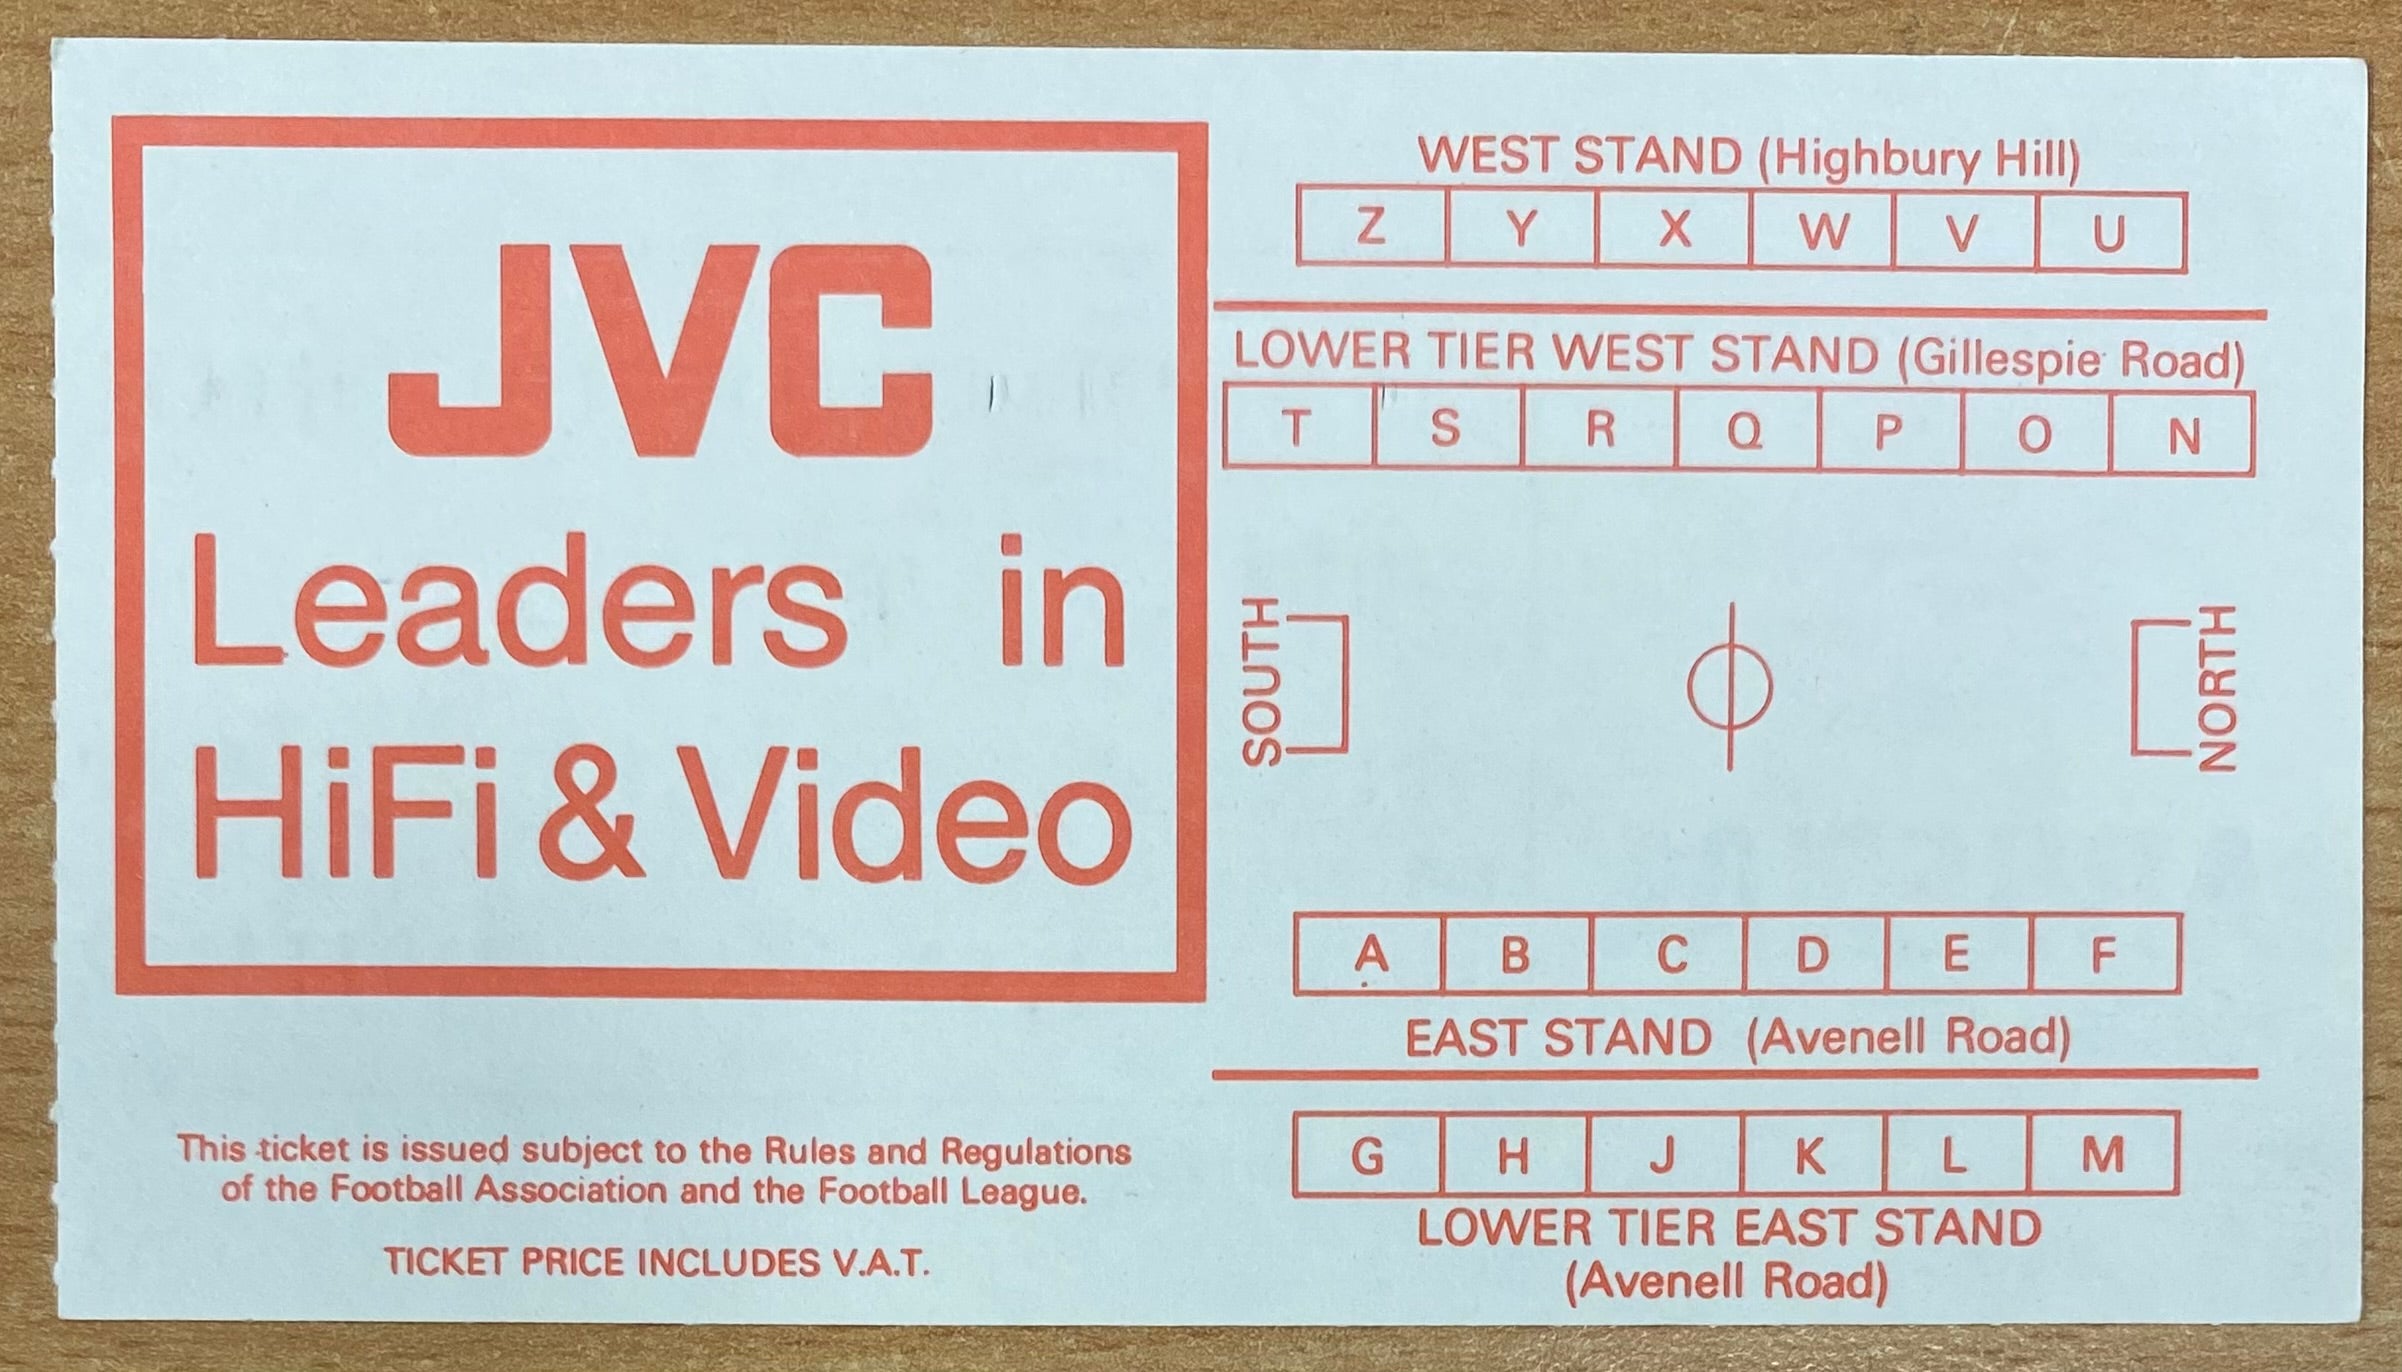 JVC
Leaders in
HiFi & Video
This ticket is issued subject to the Rules and Regulations
of the Football Association and the Football League.
TICKET PRICE INCLUDES V.A.T.
WEST STAND (Highbury Hill)
Z Y X W V U
LOWER TIER WEST STAND (Gillespie Road)
T S R Q P O N
SOUTH
NORTH
A B C D E F
EAST STAND (Avenell Road)
G H J K L M
LOWER TIER EAST STAND
(Avenell Road)